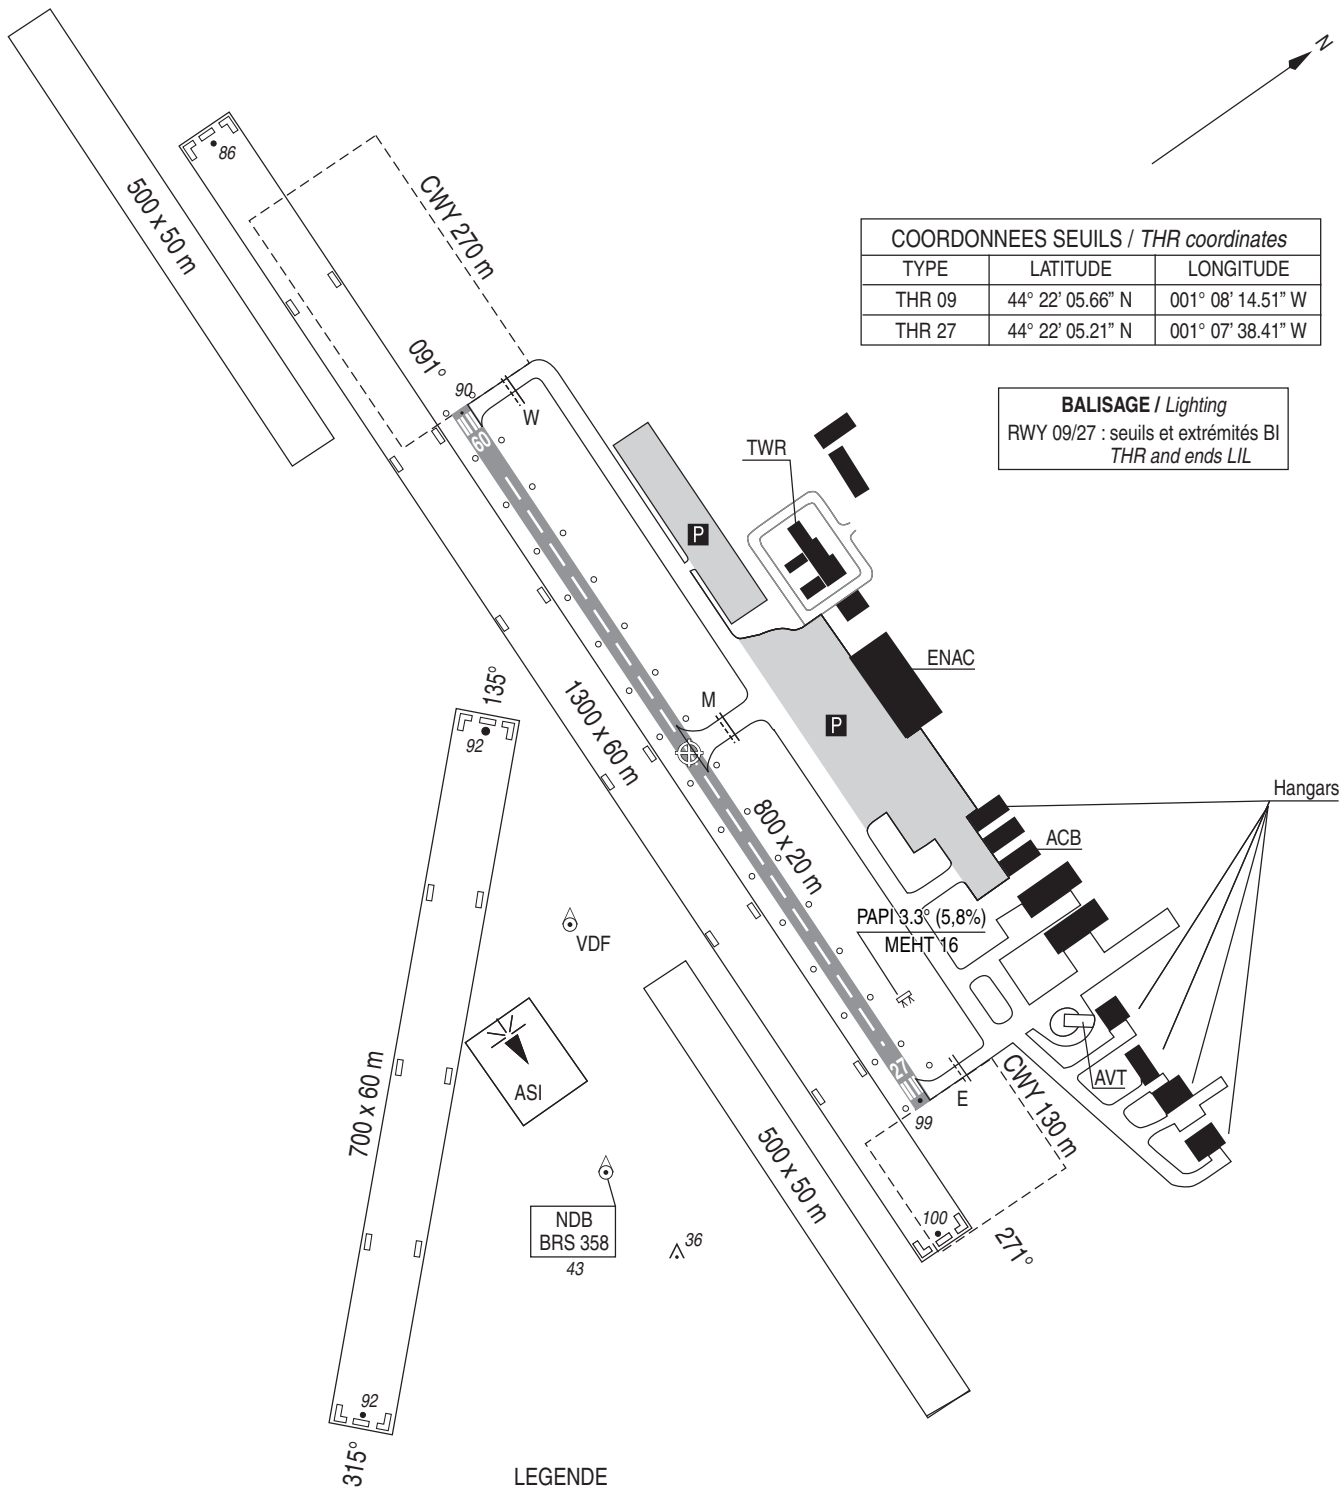 N
86
500 x 50 m
CWY 270 m
COORDONNEES SEUILS / THR coordinates
TYPE LATITUDE LONGITUDE
THR 09 44° 22' 05.66” N 001° 08' 14.51” W
THR 27 44° 22' 05.21” N 001° 07' 38.41” W
091°
90
W
09
BALISAGE / Lighting
RWY 09/27 : seuils et extrémités BI
THR and ends LIL
TWR
P
ENAC
135°
92
1300 x 60 m
M
P
Hangars
800 x 20 m
ACB
PAPI 3.3° (5,8%)
MEHT 16
VDF
700 x 60 m
ASI
27
99
E
CWY 130 m
AVT
500 x 50 m
NDB
BRS 358
43
36
100
271°
92
315°
LEGENDE